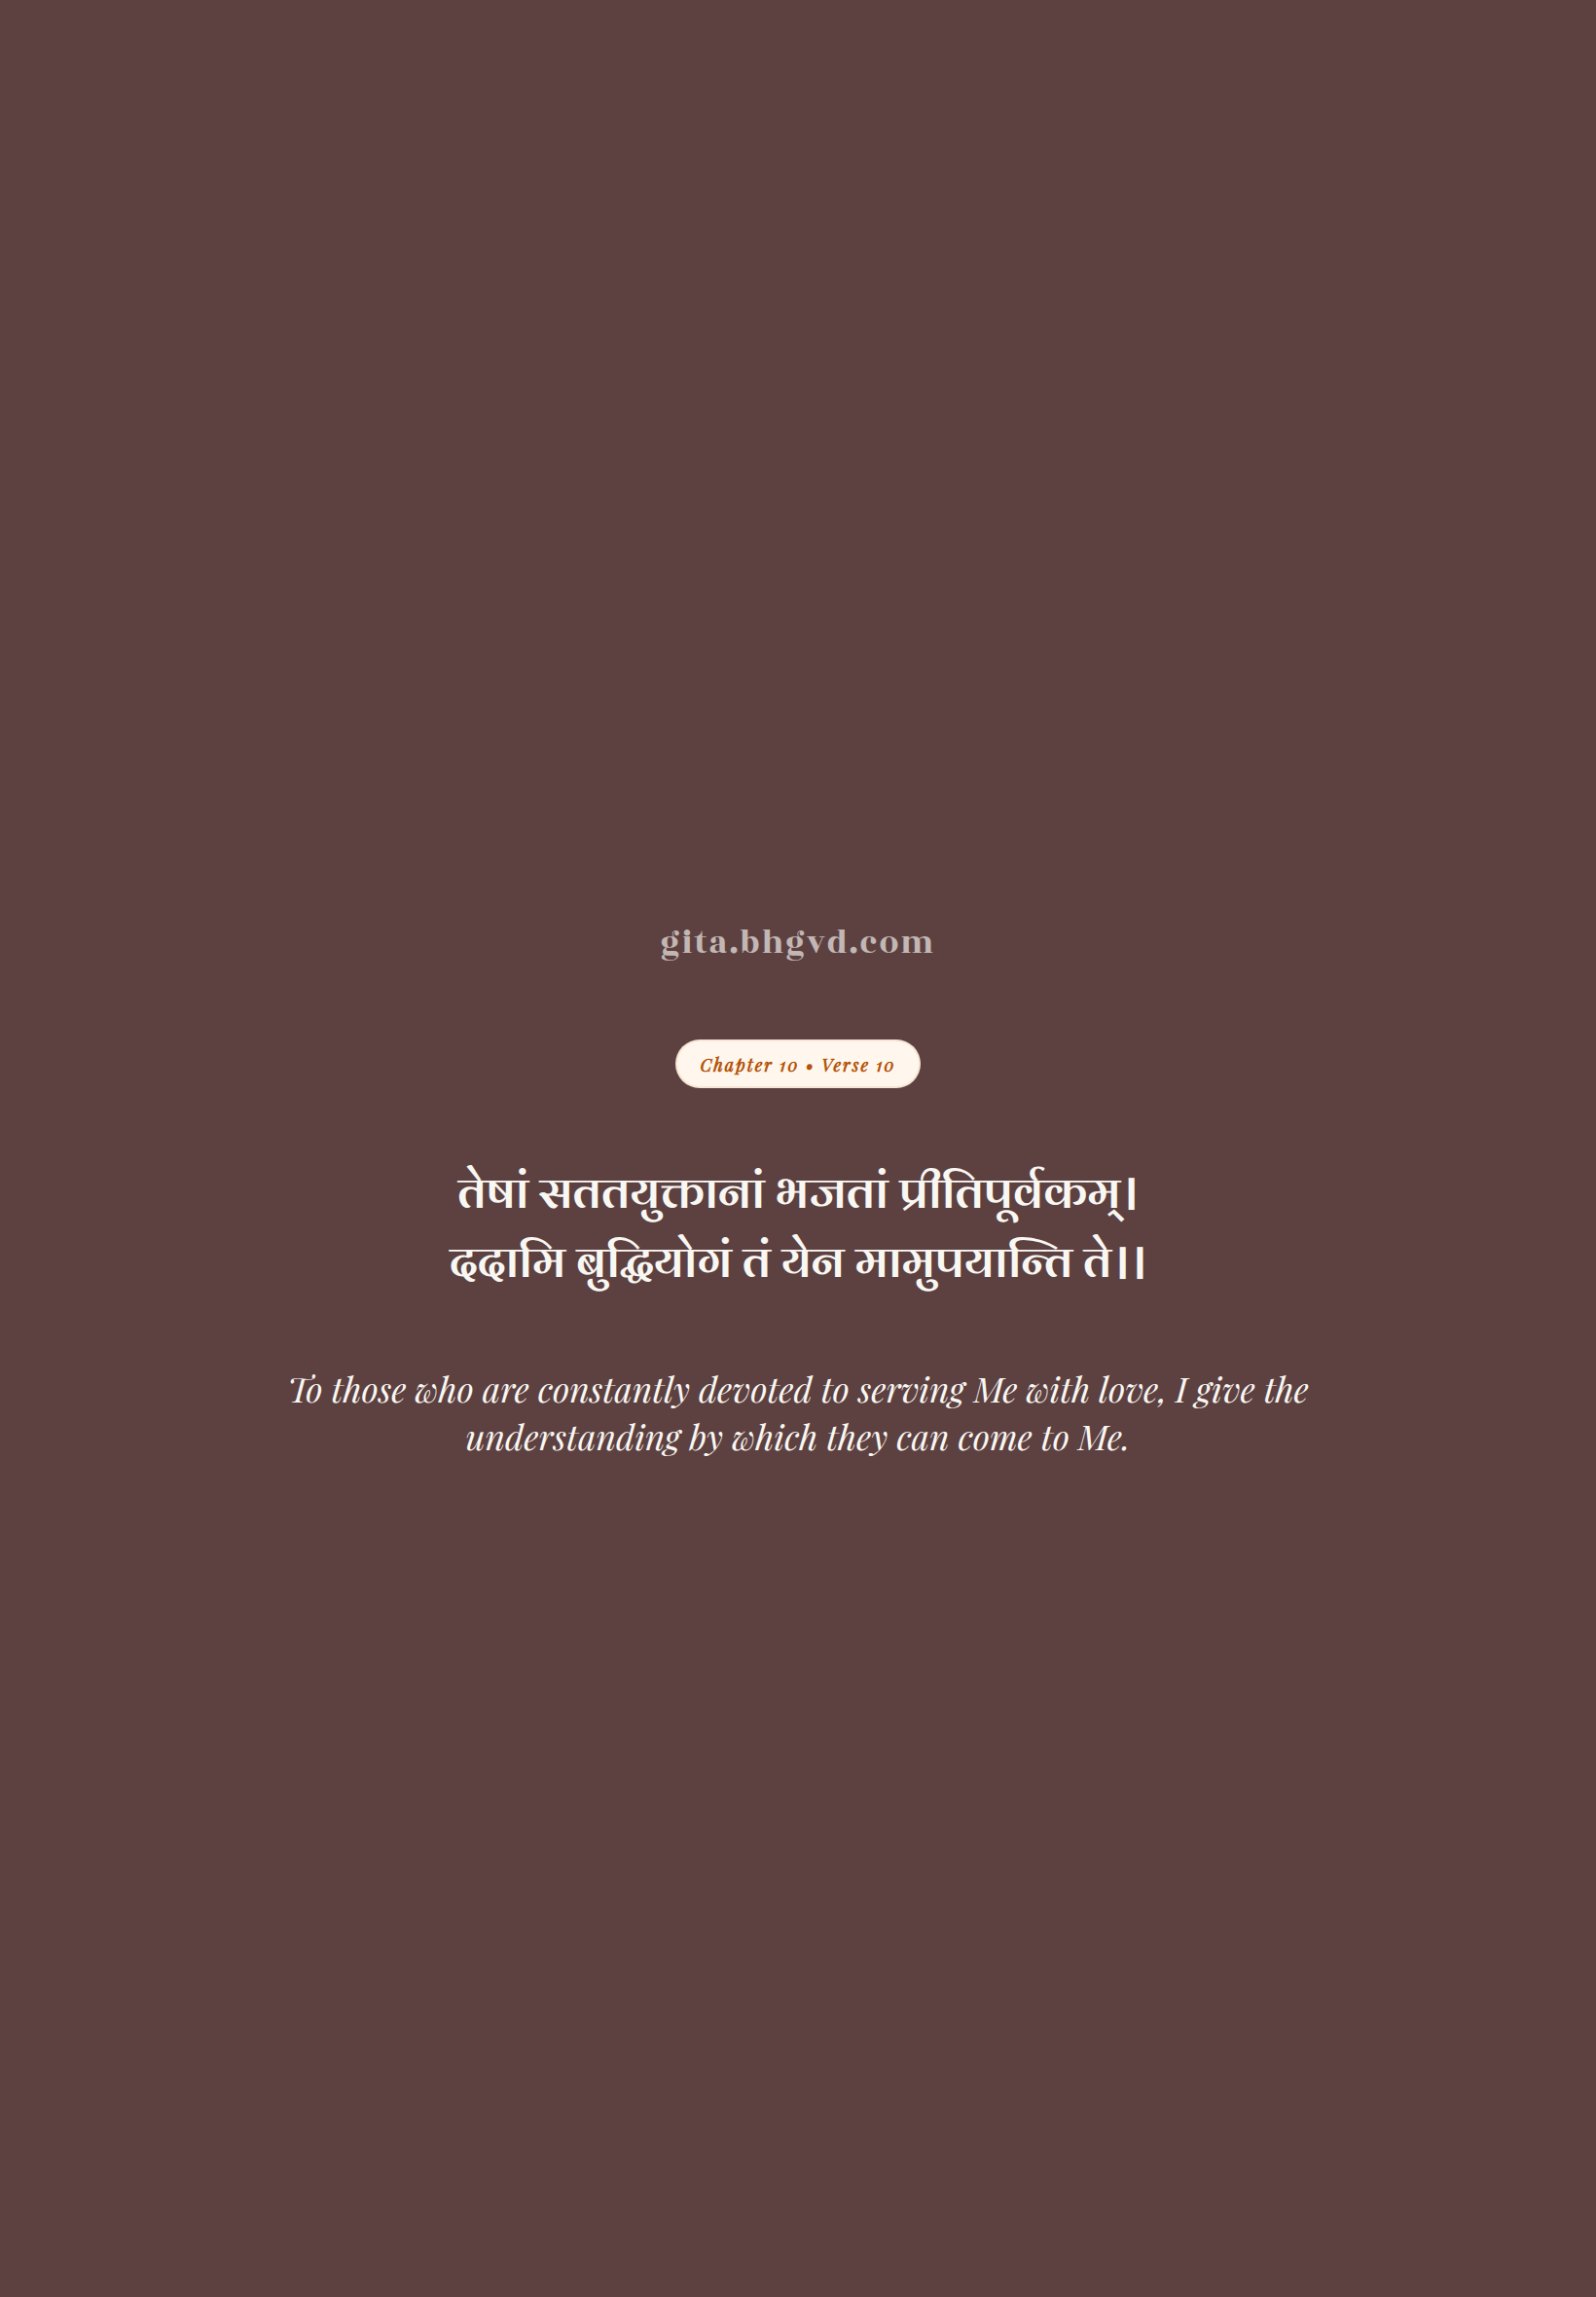 gita.bhgvd.com
Chapter 10 • Verse 10
तेषां सततयुक्तानां भजतां प्रीतिपूर्वकम्।
ददामि बुद्धियोगं तं येन मामुपयान्ति ते।।
To those who are constantly devoted to serving Me with love, I give the
understanding by which they can come to Me.